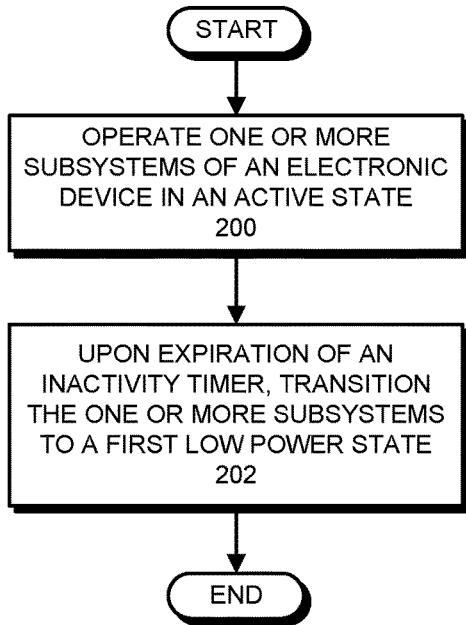 START
OPERATE ONE OR MORE
SUBSYSTEMS OF AN ELECTRONIC
DEVICE IN AN ACTIVE STATE
200
UPON EXPIRATION OF AN
INACTIVITY TIMER, TRANSITION
THE ONE OR MORE SUBSYSTEMS
TO A FIRST LOW POWER STATE
202
END